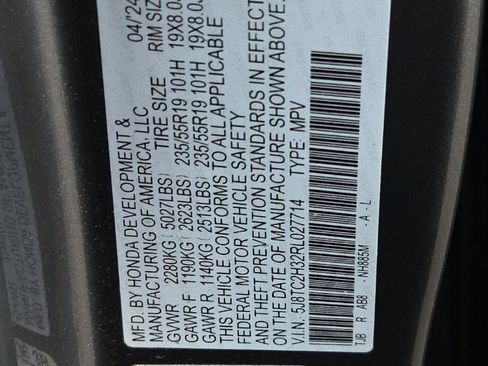 MFD. BY HONDA DEVELOPMENT & 04/24
MANUFACTURING OF AMERICA, LLC
TIRE SIZE RIM SIZE
GVWR 2280KG(5027LBS)
GAWR F 1190KG(2623LBS) 235/55R19 101H 19X8.0J
GAWR R 1140KG(2513LBS) 235/55R19 101H 19X8.0J
THIS VEHICLE CONFORMS TO ALL APPLICABLE
FEDERAL MOTOR VEHICLE SAFETY
AND THEFT PREVENTION STANDARDS IN EFFECT
ON THE DATE OF MANUFACTURE SHOWN ABOVE.
V.I.N: 5J8TC2H32RL027714 TYPE: MPV
TJB R ABB NH885M A - L